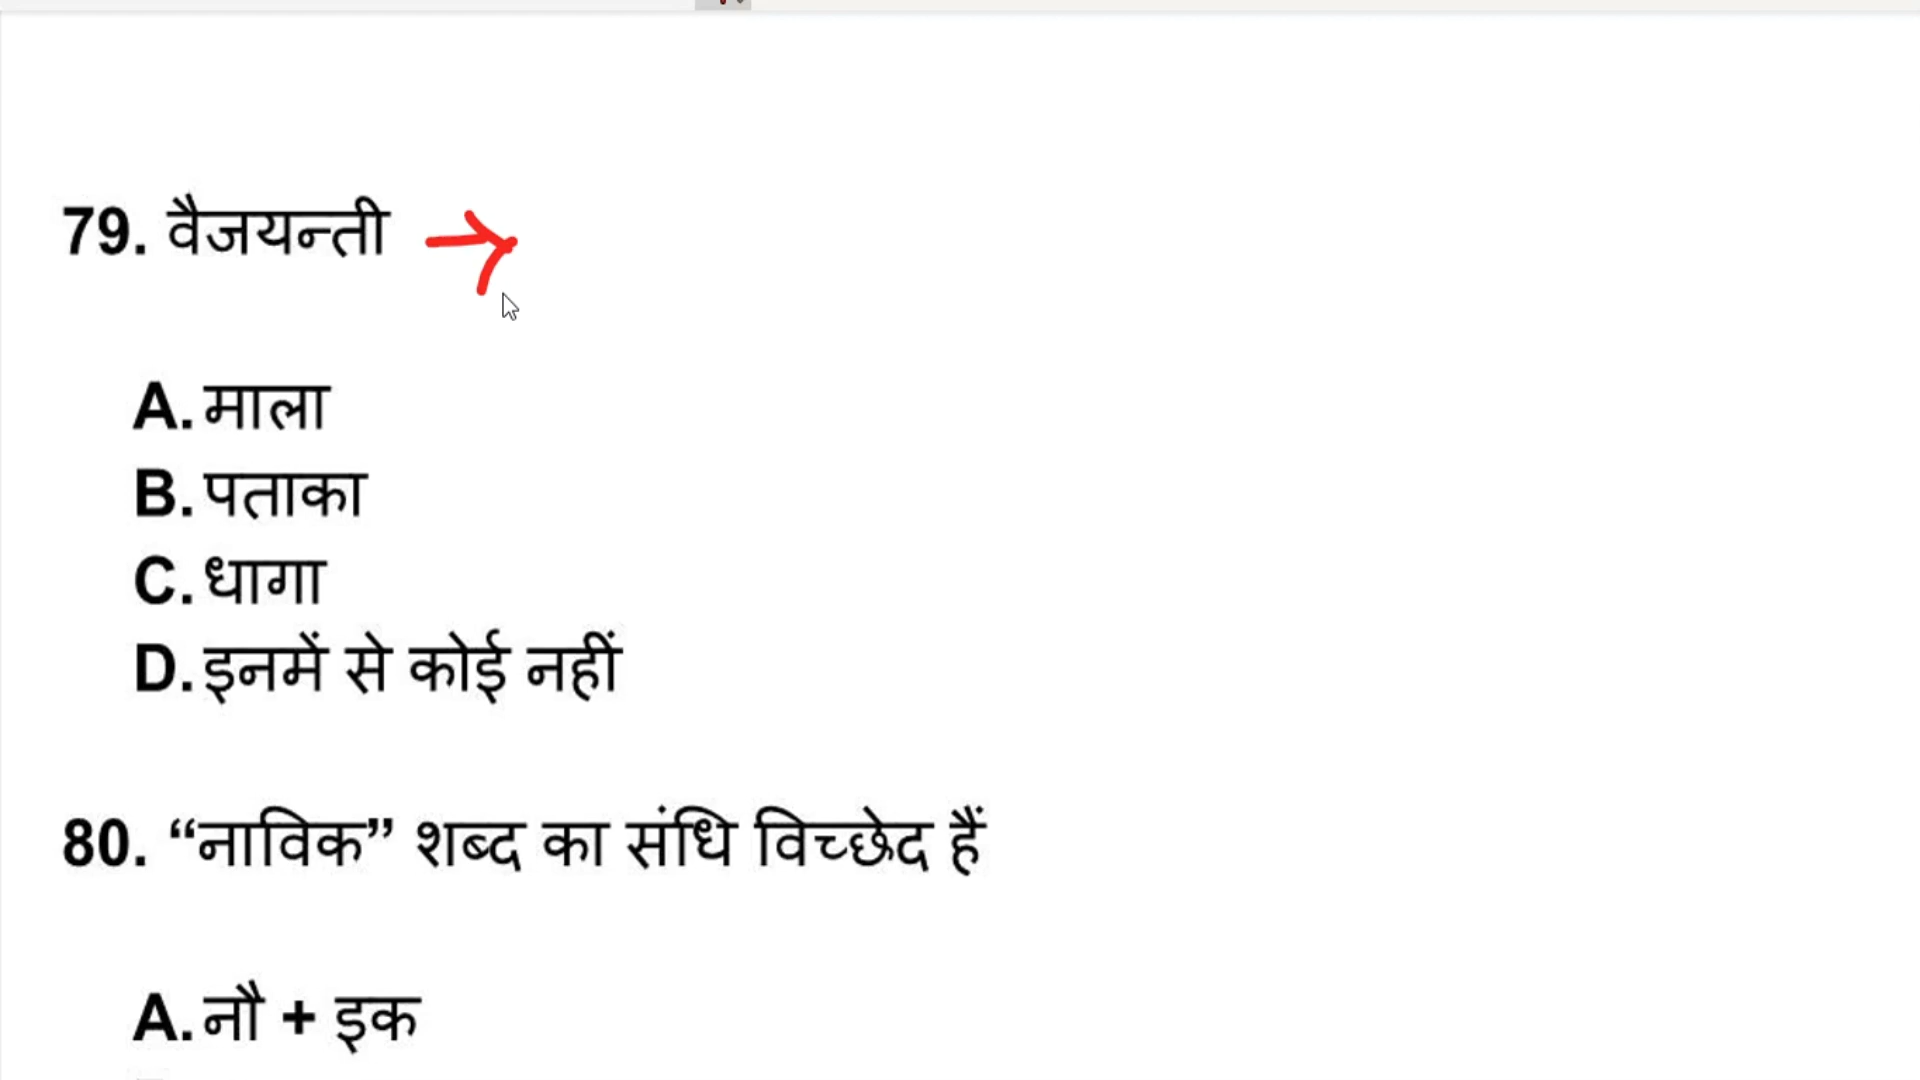 79. वैजयन्ती
A. माला
B. पताका
C. धागा
D. इनमें से कोई नहीं
80. “नाविक” शब्द का संधि विच्छेद हैं
A. नौ + इक